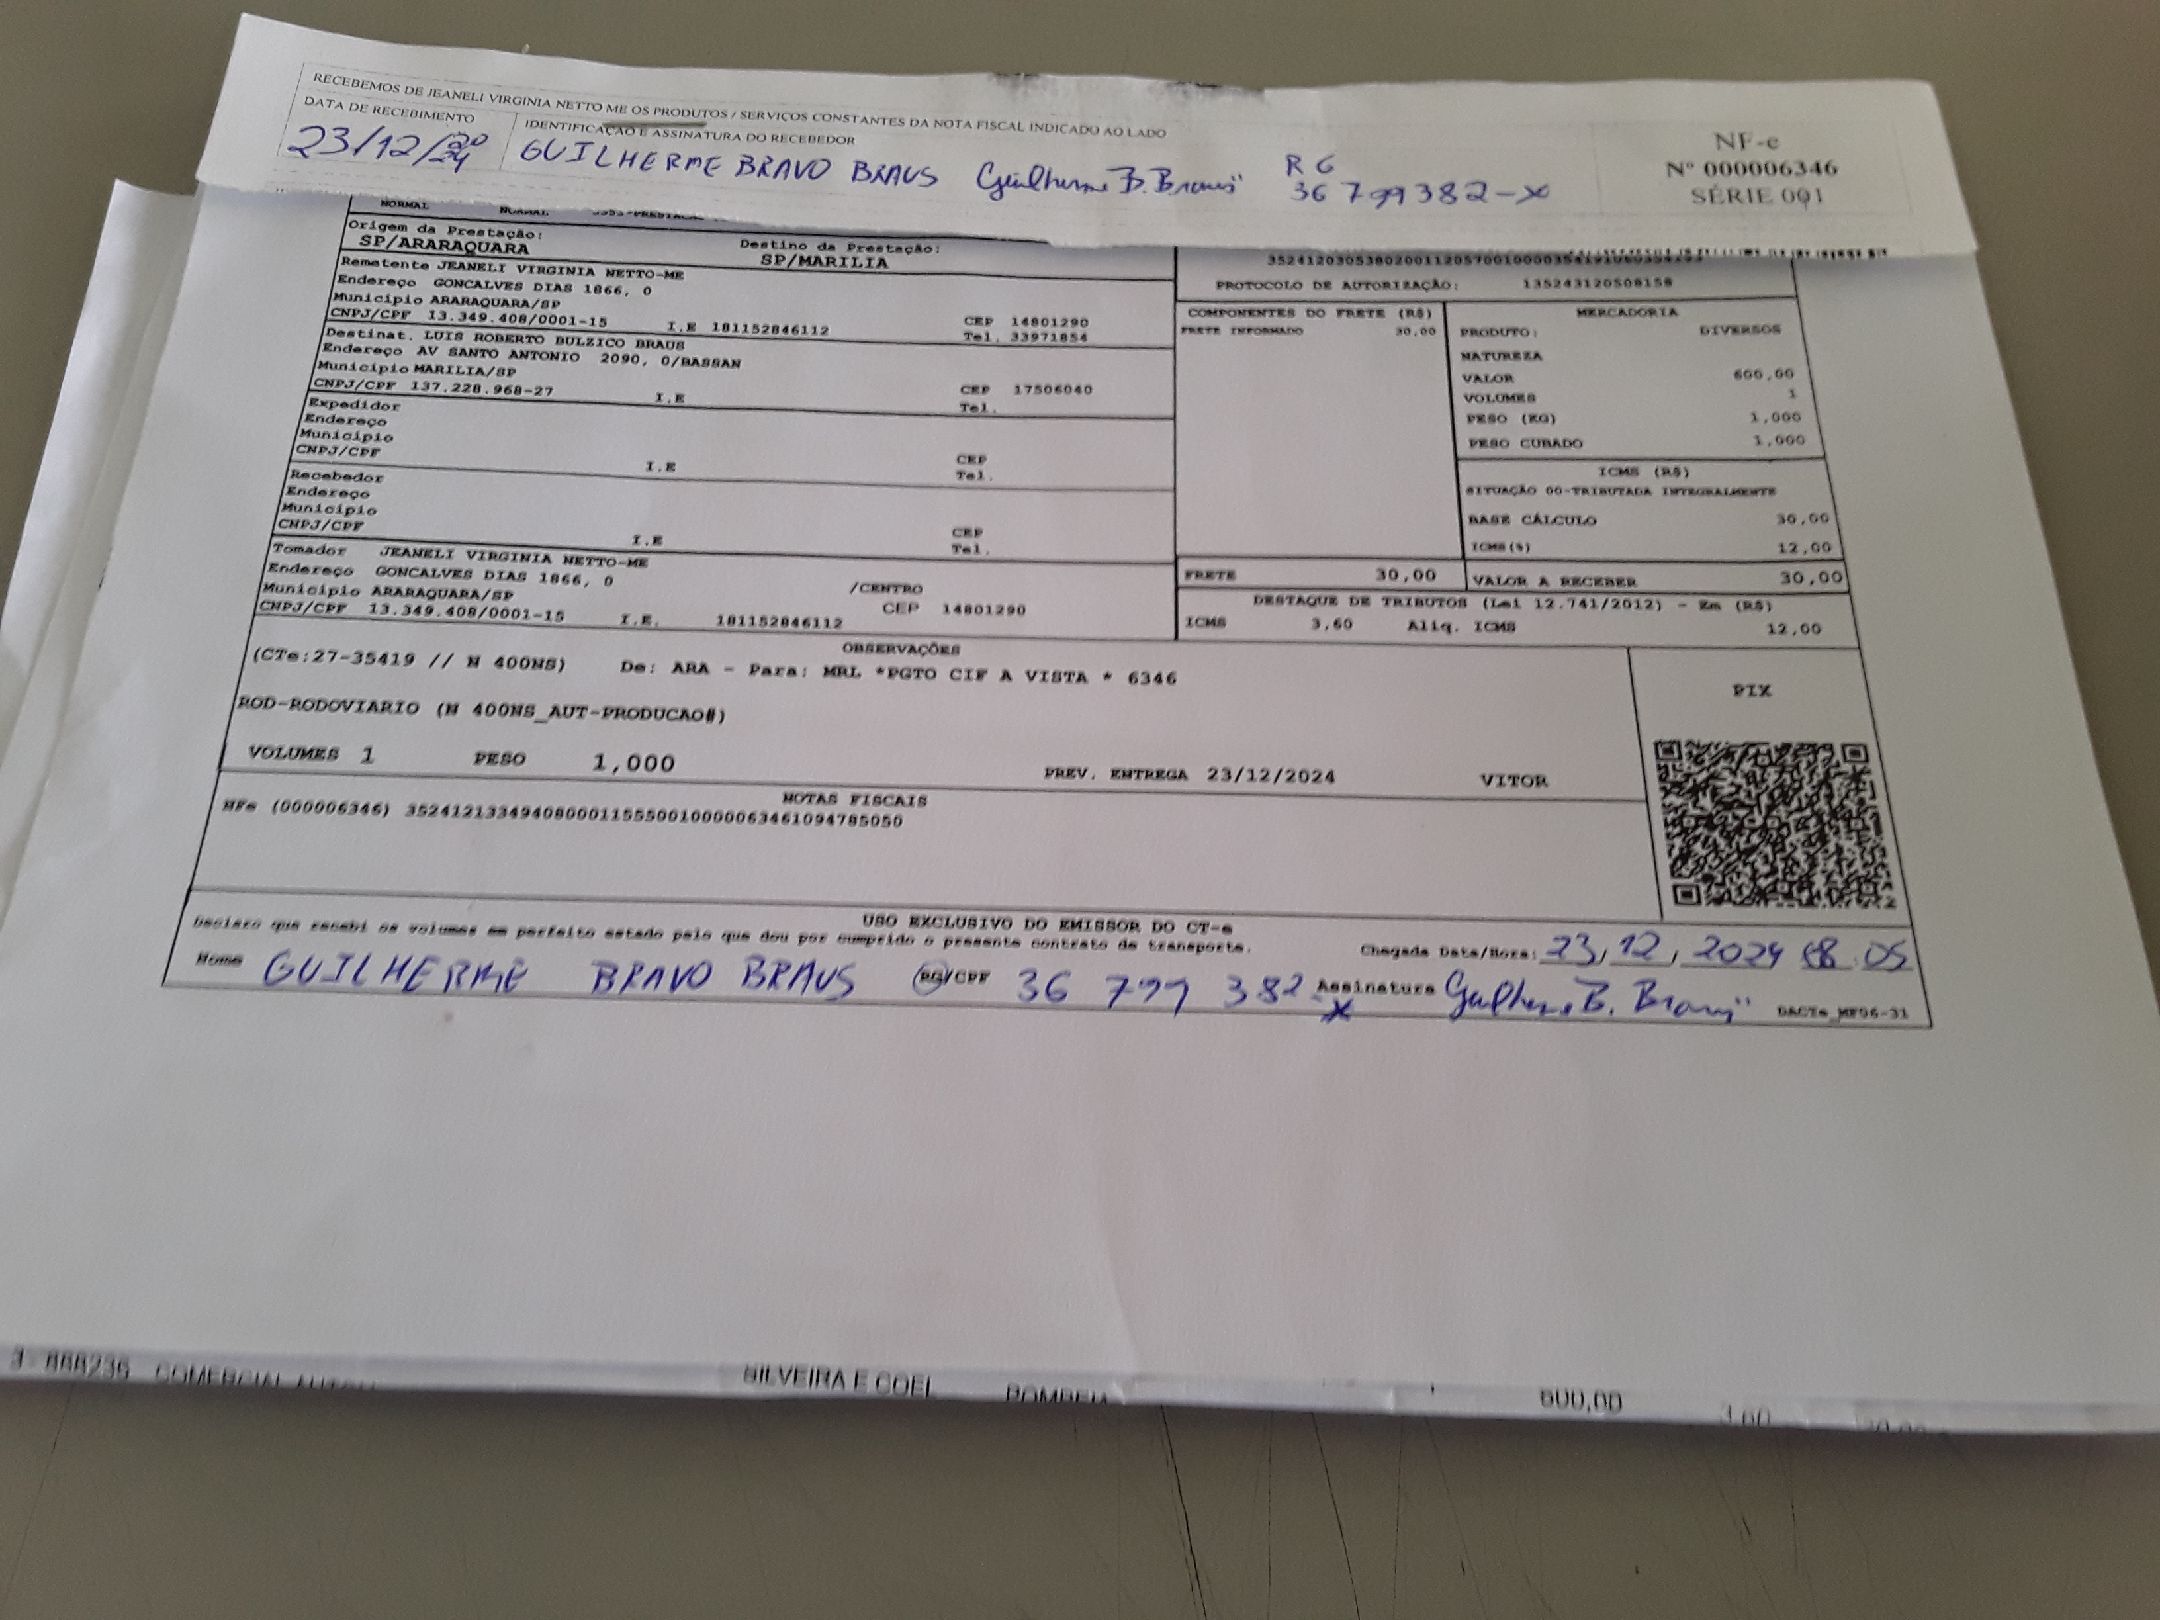 RECEBEMOS DE JEANELI VIRGINIA NETTO ME OS PRODUTOS / SERVIÇOS CONSTANTES DA NOTA FISCAL INDICADO AO LADO
DATA DE RECEBIMENTO IDENTIFICAÇÃO E ASSINATURA DO RECEBEDOR
23/12/2024 GUILHERME BRAVO BRAUS Guilherme B. Braus RG
36 799382-X
NF-e
Nº 000006346
SÉRIE 001
NORMAL NORMAL
Origem da Prestação: Destino da Prestação:
SP/ARARAQUARA SP/MARILIA
Remetente JEANELI VIRGINIA NETTO-ME
Endereço GONCALVES DIAS 1866, 0
Município ARARAQUARA/SP CEP 14801290
CNPJ/CPF 13.349.408/0001-15 I.E 181152846112 Tel. 33971854
Destinat. LUIS ROBERTO BULZICO BRAUS
Endereço AV SANTO ANTONIO 2090, 0/BASSAN
Município MARILIA/SP CEP 17506040
CNPJ/CPF 137.228.968-27 I.E Tel.
Expedidor
Endereço
Município CEP
CNPJ/CPF I.E Tel.
Recebedor
Endereço
Município CEP
CNPJ/CPF I.E Tel.
Tomador JEANELI VIRGINIA NETTO-ME
Endereço GONCALVES DIAS 1866, 0 /CENTRO
Município ARARAQUARA/SP CEP 14801290
CNPJ/CPF 13.349.408/0001-15 I.E. 181152846112
PROTOCOLO DE AUTORIZAÇÃO: 135243120508158
COMPONENTES DO FRETE (R$)
FRETE INFORMADO 30,00
MERCADORIA
PRODUTO: DIVERSOS
NATUREZA
VALOR 600,00
VOLUMES 1
PESO (KG) 1,000
PESO CUBADO 1,000
ICMS (R$)
SITUAÇÃO 00-TRIBUTADA INTEGRALMENTE
BASE CÁLCULO 30,00
ICMS(%) 12,00
FRETE 30,00 VALOR A RECEBER 30,00
DESTAQUE DE TRIBUTOS (Lei 12.741/2012) - Em (R$)
ICMS 3,60 Aliq. ICMS 12,00
OBSERVAÇÕES
(CTe:27-35419 // N 400NS) De: ARA - Para: MRL *PGTO CIF A VISTA * 6346
ROD-RODOVIARIO (N 400NS_AUT-PRODUCAO#)
PIX
VOLUMES 1 PESO 1,000 PREV. ENTREGA 23/12/2024 VITOR
NOTAS FISCAIS
NFe (000006346) 35241213349408000115550010000063461094785050
USO EXCLUSIVO DO EMISSOR DO CT-e
Declaro que recebi os volumes em perfeito estado pelo que dou por cumprido o presente contrato de transporte. Chegada Data/Hora: 23/12/2024 18:05
Nome GUILHERME BRAVO BRAUS RG/CPF 36 799 382-X Assinatura Guilherme B. Braus DACTe_MF06-31
888236 SILVEIRA E COEL 600,00